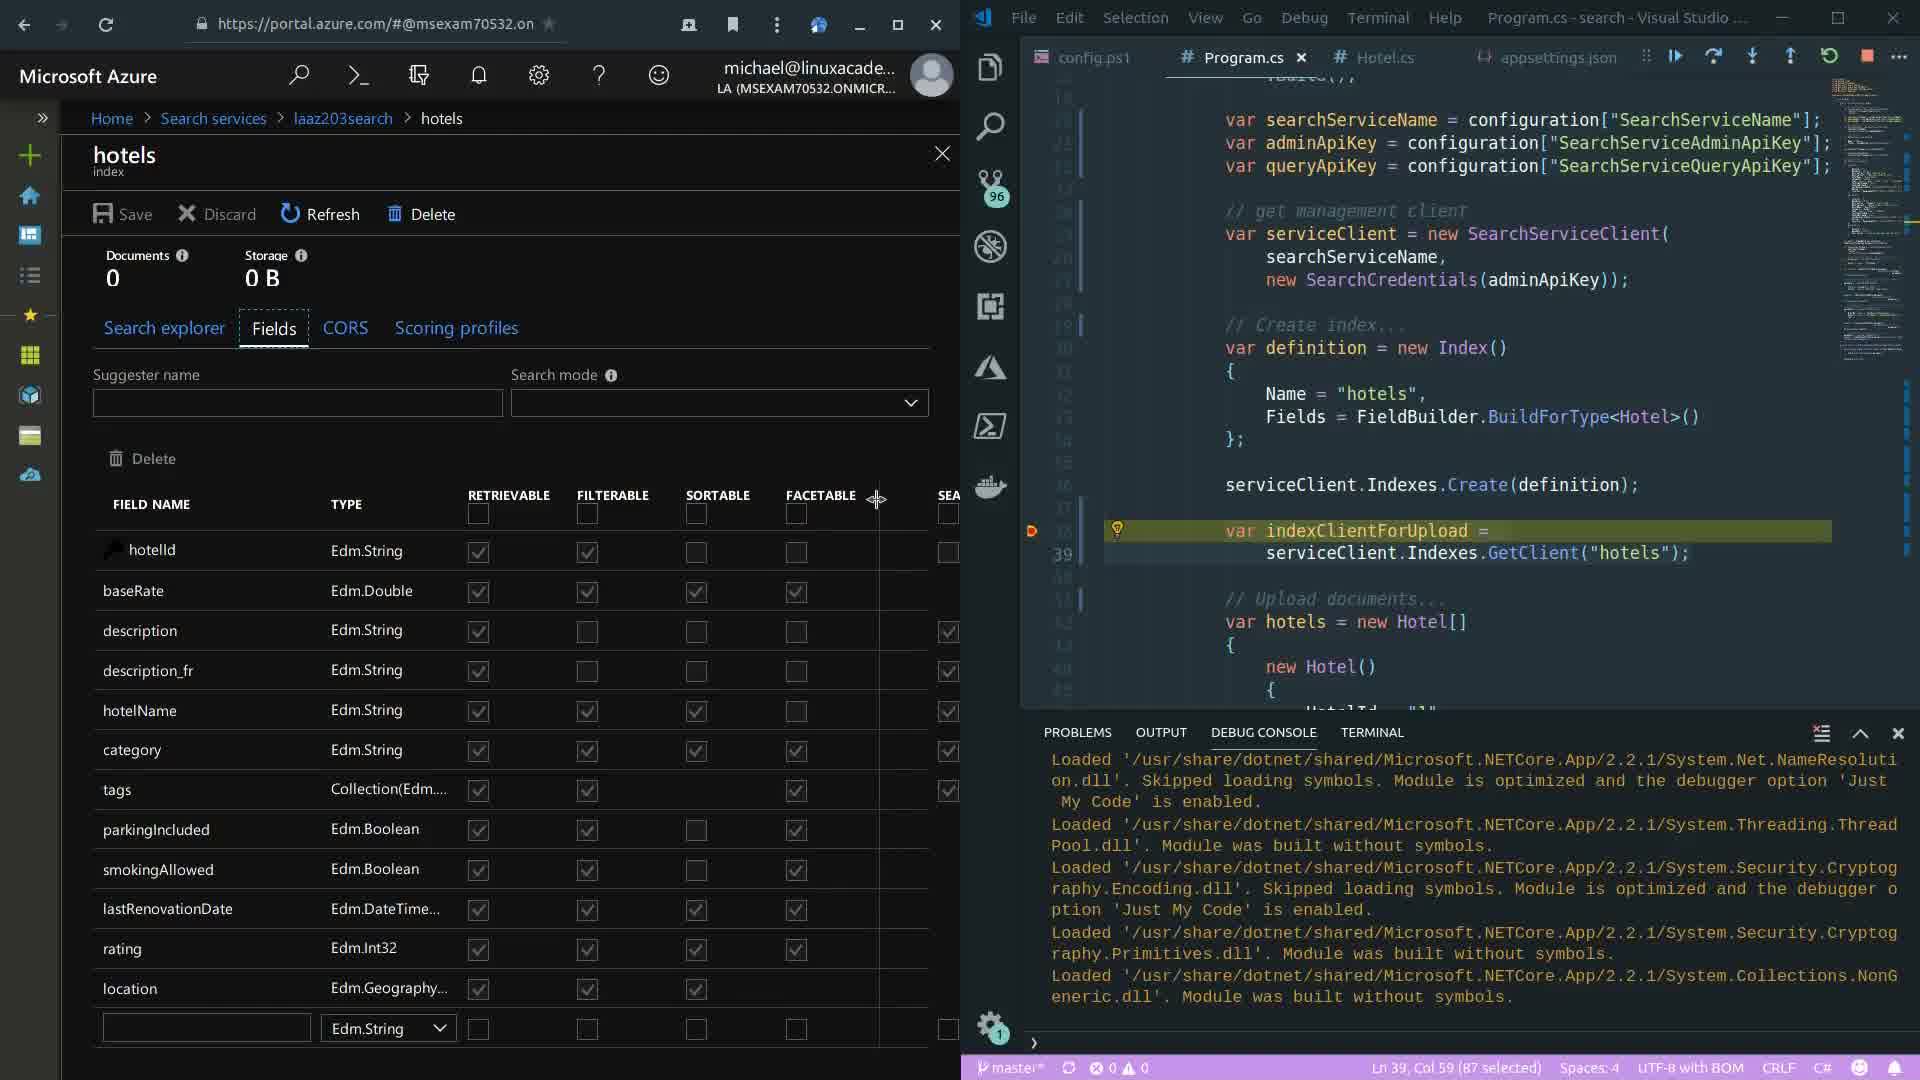 https://portal.azure.com/#@msexam70532.on
Microsoft Azure
michael@linuxacade...
LA (MSEXAM70532.ONMICR...
Home > Search services > laaz203search > hotels
hotels
index
Save Discard Refresh Delete
Documents Storage
0 0 B
Search explorer Fields CORS Scoring profiles
Suggester name Search mode
Delete
FIELD NAME TYPE RETRIEVABLE FILTERABLE SORTABLE FACETABLE SEA
hotelId Edm.String
baseRate Edm.Double
description Edm.String
description_fr Edm.String
hotelName Edm.String
category Edm.String
tags Collection(Edm....
parkingIncluded Edm.Boolean
smokingAllowed Edm.Boolean
lastRenovationDate Edm.DateTime...
rating Edm.Int32
location Edm.Geography...
Edm.String
File Edit Selection View Go Debug Terminal Help Program.cs - search - Visual Studio ...
config.ps1 Program.cs Hotel.cs appsettings.json
96
var searchServiceName = configuration["SearchServiceName"];
var adminApiKey = configuration["SearchServiceAdminApiKey"];
var queryApiKey = configuration["SearchServiceQueryApiKey"];
// get management client
var serviceClient = new SearchServiceClient(
searchServiceName,
new SearchCredentials(adminApiKey));
// Create index...
var definition = new Index()
{
Name = "hotels",
Fields = FieldBuilder.BuildForType<Hotel>()
};
serviceClient.Indexes.Create(definition);
var indexClientForUpload =
39 serviceClient.Indexes.GetClient("hotels");
// Upload documents...
var hotels = new Hotel[]
{
new Hotel()
{
PROBLEMS OUTPUT DEBUG CONSOLE TERMINAL
Loaded '/usr/share/dotnet/shared/Microsoft.NETCore.App/2.2.1/System.Net.NameResoluti
on.dll'. Skipped loading symbols. Module is optimized and the debugger option 'Just
My Code' is enabled.
Loaded '/usr/share/dotnet/shared/Microsoft.NETCore.App/2.2.1/System.Threading.Thread
Pool.dll'. Module was built without symbols.
Loaded '/usr/share/dotnet/shared/Microsoft.NETCore.App/2.2.1/System.Security.Cryptog
raphy.Encoding.dll'. Skipped loading symbols. Module is optimized and the debugger o
ption 'Just My Code' is enabled.
Loaded '/usr/share/dotnet/shared/Microsoft.NETCore.App/2.2.1/System.Security.Cryptog
raphy.Primitives.dll'. Module was built without symbols.
Loaded '/usr/share/dotnet/shared/Microsoft.NETCore.App/2.2.1/System.Collections.NonG
eneric.dll'. Module was built without symbols.
1
master* 0 0 Ln 39, Col 59 (87 selected) Spaces: 4 UTF-8 with BOM CRLF C#